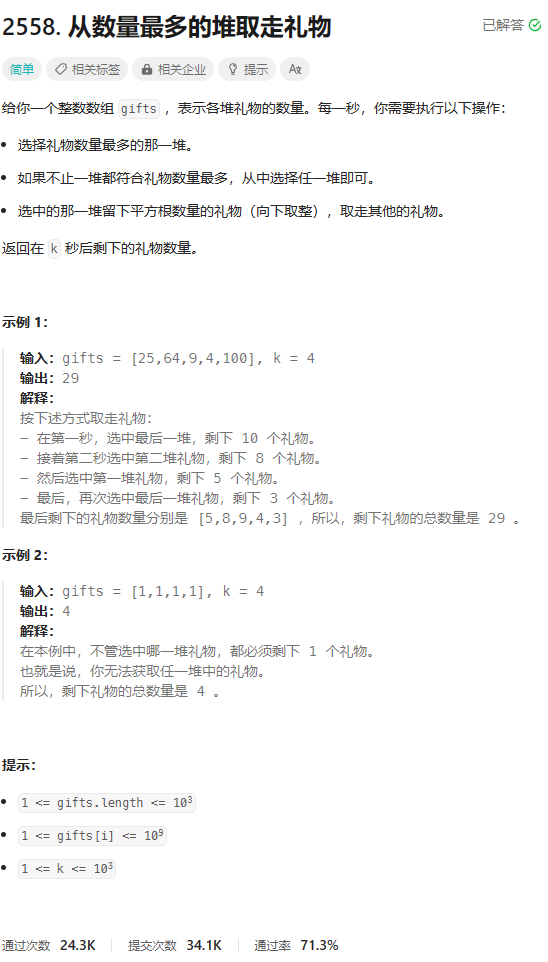 2558. 从数量最多的堆取走礼物
已解答
简单 相关标签 相关企业 提示 A
给你一个整数数组 gifts ，表示各堆礼物的数量。每一秒，你需要执行以下操作：
• 选择礼物数量最多的那一堆。
• 如果不止一堆都符合礼物数量最多，从中选择任一堆即可。
• 选中的那一堆留下平方根数量的礼物（向下取整），取走其他的礼物。
返回在 k 秒后剩下的礼物数量。
示例 1：
输入：gifts = [25,64,9,4,100], k = 4
输出：29
解释：
按下述方式取走礼物：
- 在第一秒，选中最后一堆，剩下 10 个礼物。
- 接着第二秒选中第二堆礼物，剩下 8 个礼物。
- 然后选中第一堆礼物，剩下 5 个礼物。
- 最后，再次选中最后一堆礼物，剩下 3 个礼物。
最后剩下的礼物数量分别是 [5,8,9,4,3] ，所以，剩下礼物的总数量是 29 。
示例 2：
输入：gifts = [1,1,1,1], k = 4
输出：4
解释：
在本例中，不管选中哪一堆礼物，都必须剩下 1 个礼物。
也就是说，你无法获取任一堆中的礼物。
所以，剩下礼物的总数量是 4 。
提示：
• 1 <= gifts.length <= 10³
• 1 <= gifts[i] <= 10⁹
• 1 <= k <= 10³
通过次数 24.3K 提交次数 34.1K 通过率 71.3%